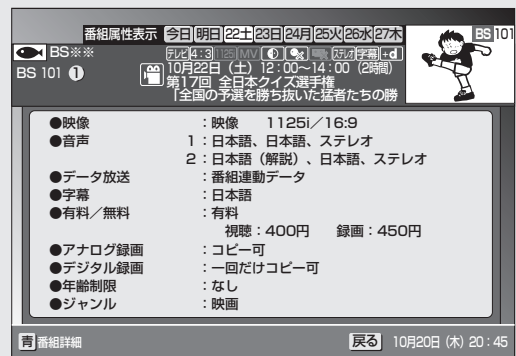 番組属性表示 今日 明日 22土 23日 24月 25火 26水 27木 BS 101
BS※※ テレビ 4:3 1125i MV ステレオ 字幕 +d
BS 101 1 10月22日（土）12:00～14:00（2時間）
第17回 全日本クイズ選手権
「全国の予選を勝ち抜いた猛者たちの勝
●映像 ：映像 1125i／16:9
●音声 1：日本語、日本語、ステレオ
2：日本語（解説）、日本語、ステレオ
●データ放送 ：番組連動データ
●字幕 ：日本語
●有料／無料 ：有料
視聴：400円 録画：450円
●アナログ録画 ：コピー可
●デジタル録画 ：一回だけコピー可
●年齢制限 ：なし
●ジャンル ：映画
青 番組詳細 戻る 10月20日（木）20:45